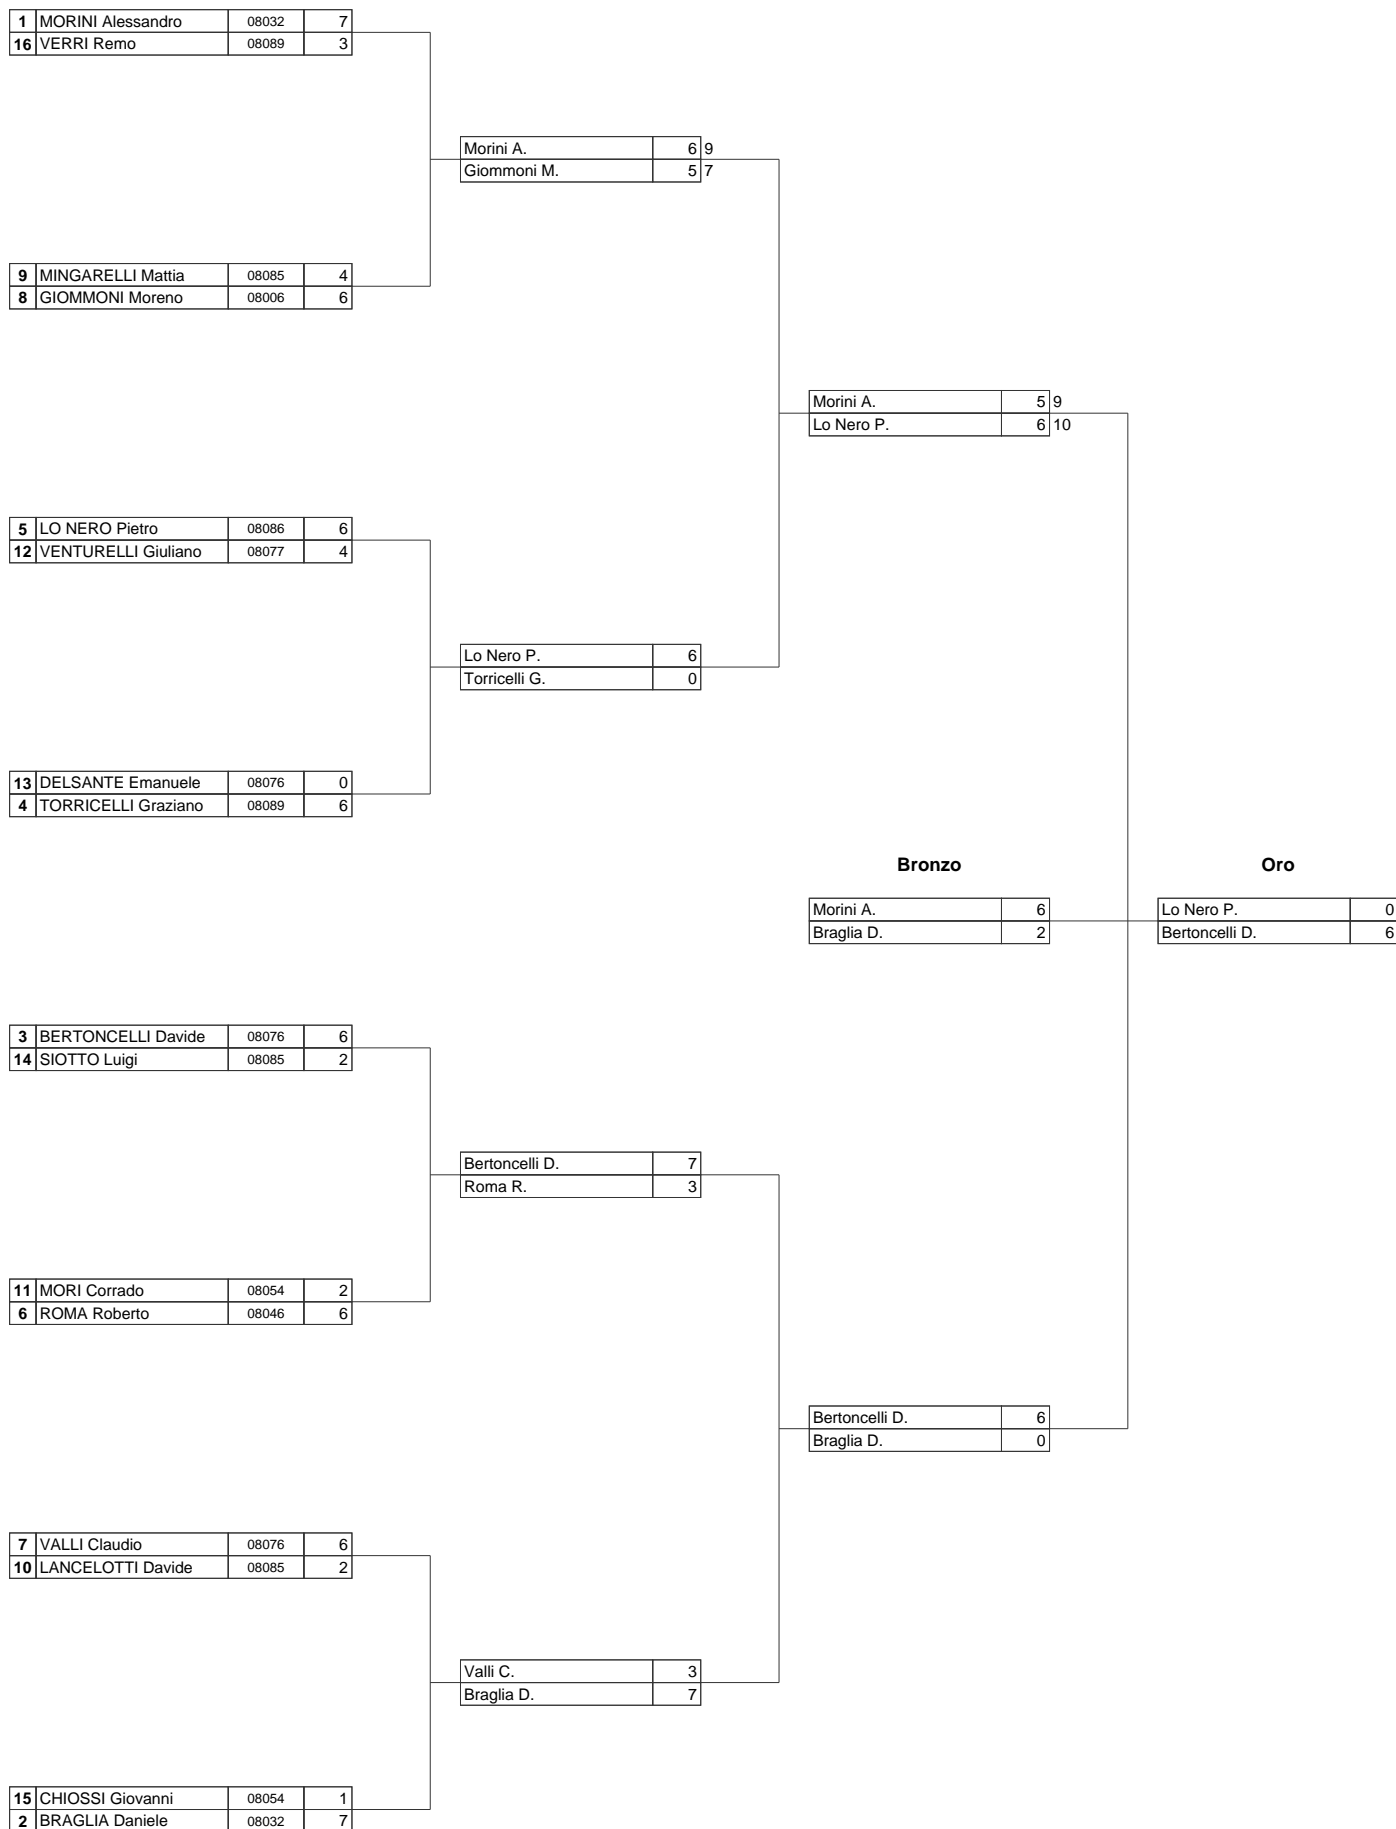 1 MORINI Alessandro 08032 7
16 VERRI Remo 08089 3
Morini A. 6 9
Giommoni M. 5 7
9 MINGARELLI Mattia 08085 4
8 GIOMMONI Moreno 08006 6
Morini A. 5 9
Lo Nero P. 6 10
5 LO NERO Pietro 08086 6
12 VENTURELLI Giuliano 08077 4
Lo Nero P. 6
Torricelli G. 0
13 DELSANTE Emanuele 08076 0
4 TORRICELLI Graziano 08089 6
Bronzo Oro
Morini A. 6 Lo Nero P. 0
Braglia D. 2 Bertoncelli D. 6
3 BERTONCELLI Davide 08076 6
14 SIOTTO Luigi 08085 2
Bertoncelli D. 7
Roma R. 3
11 MORI Corrado 08054 2
6 ROMA Roberto 08046 6
Bertoncelli D. 6
Braglia D. 0
7 VALLI Claudio 08076 6
10 LANCELOTTI Davide 08085 2
Valli C. 3
Braglia D. 7
15 CHIOSSI Giovanni 08054 1
2 BRAGLIA Daniele 08032 7